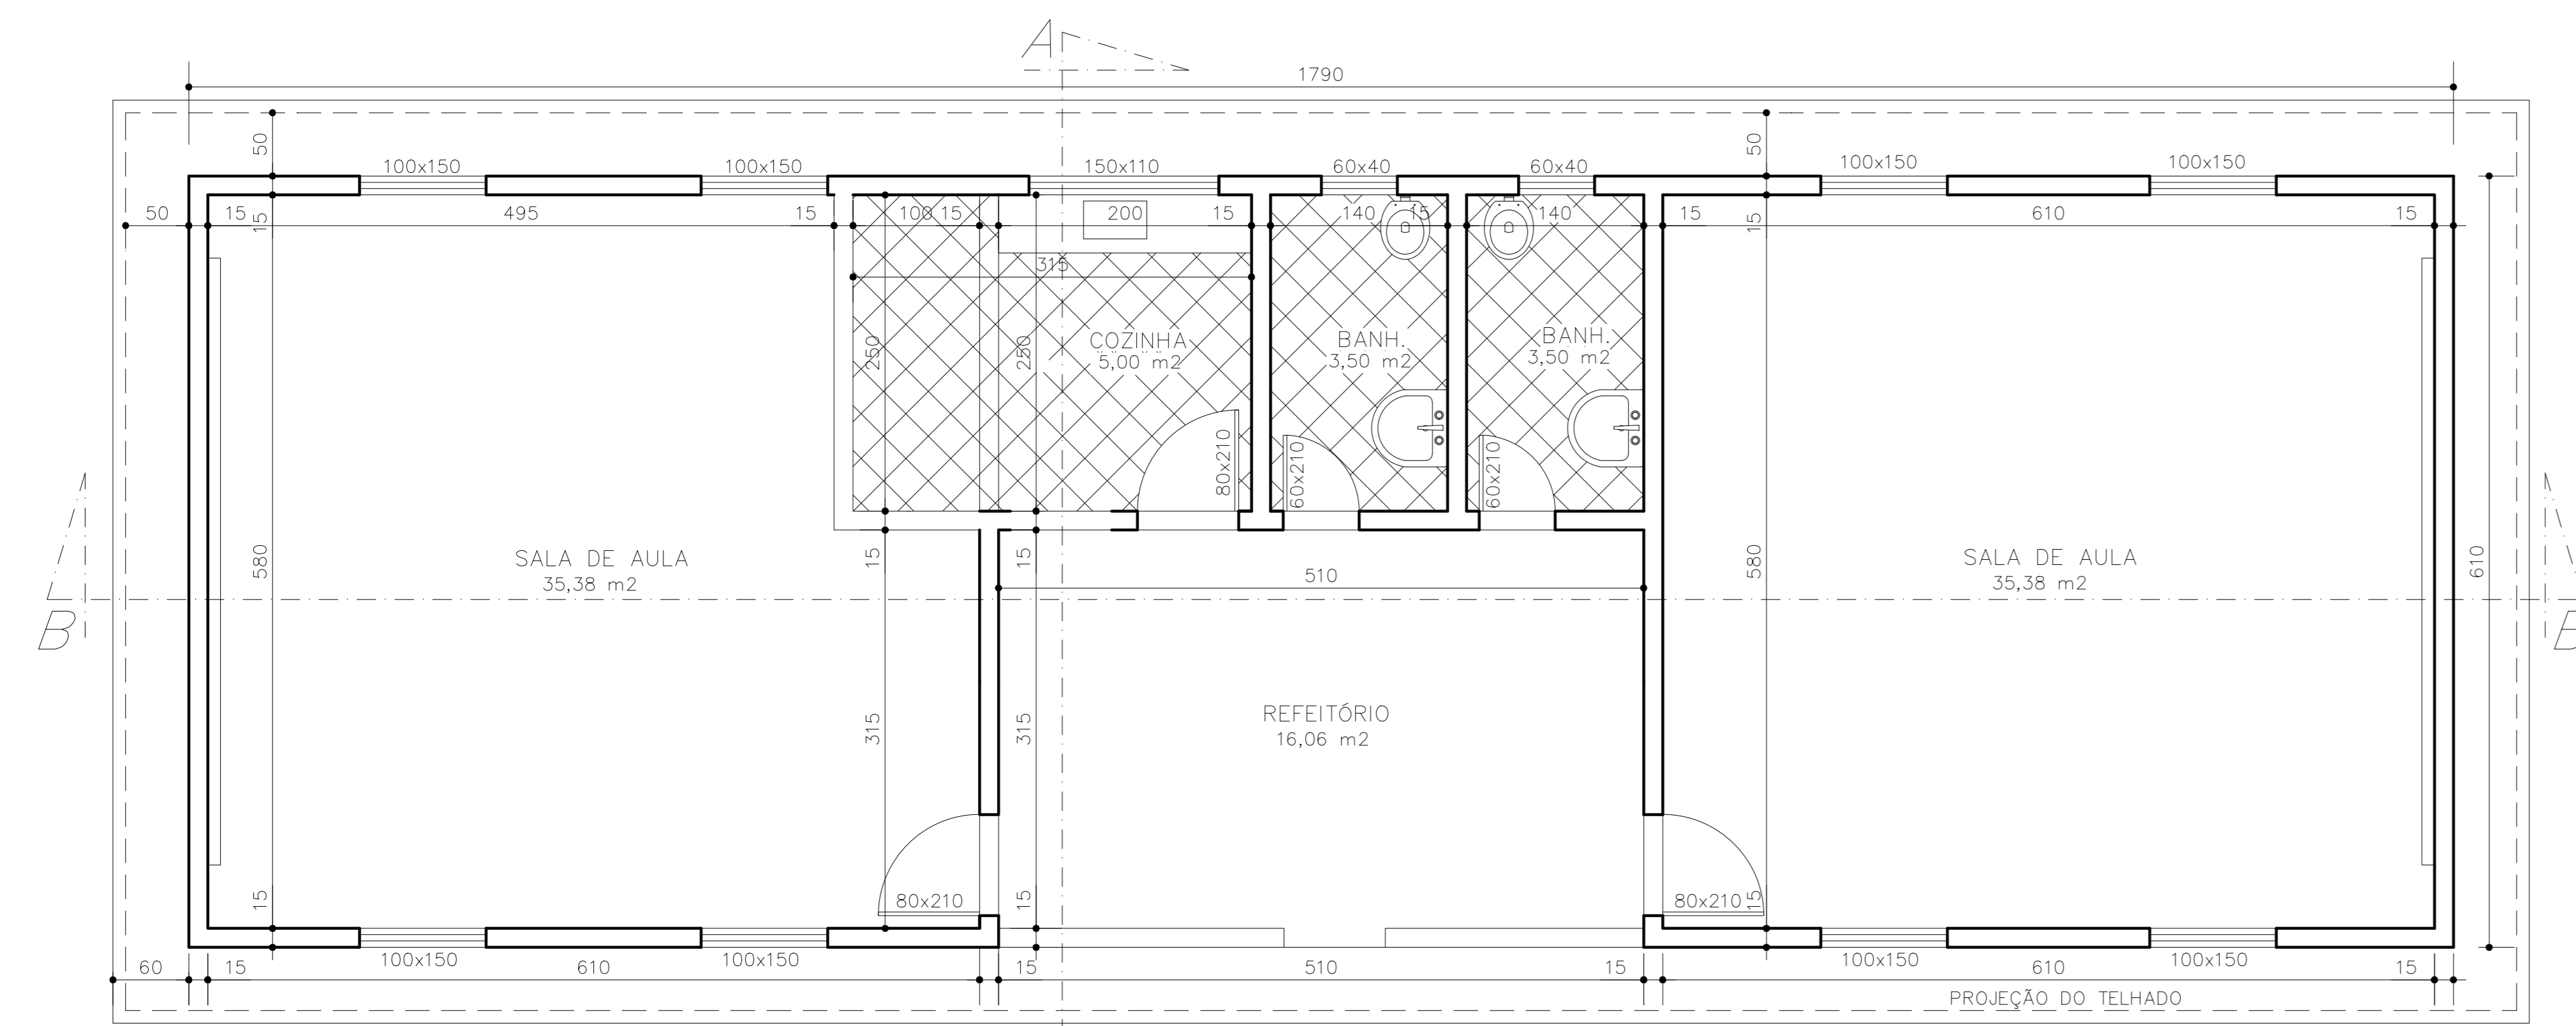 A
1790
50
50
100x150
100x150
150x110
60x40
60x40
100x150
100x150
50
15
495
15
100
15
200
15
140
15
140
15
610
15
15
15
315
250
250
COZINHA
5,00 m2
BANH.
3,50 m2
BANH.
3,50 m2
80x210
60x210
60x210
580
SALA DE AULA
35,38 m2
15
15
510
580
SALA DE AULA
35,38 m2
610
B
B
315
315
REFEITÓRIO
16,06 m2
15
80x210
15
80x210
15
100x150
100x150
100x150
100x150
60
15
610
15
510
15
610
15
PROJEÇÃO DO TELHADO